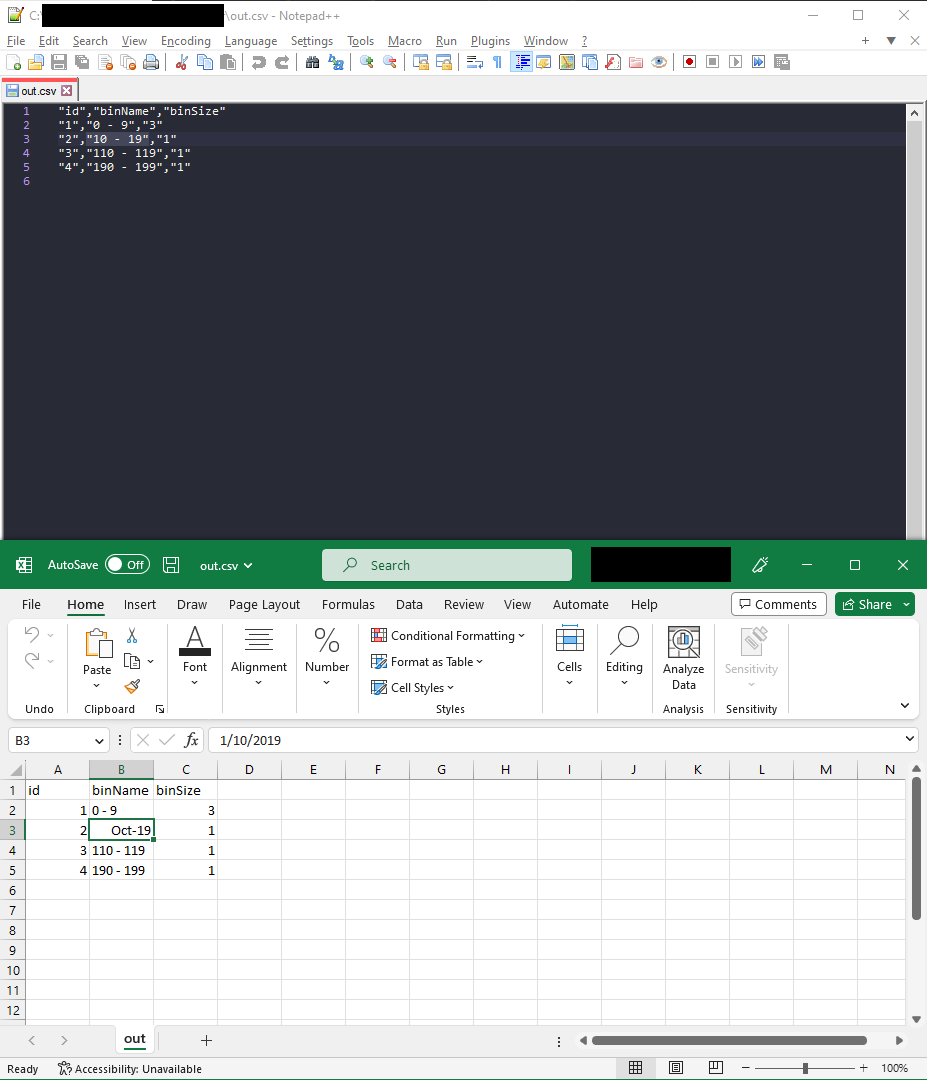 C:\ \out.csv - Notepad++
File Edit Search View Encoding Language Settings Tools Macro Run Plugins Window ?
out.csv
1 "id","binName","binSize"
2 "1","0 - 9","3"
3 "2","10 - 19","1"
4 "3","110 - 119","1"
5 "4","190 - 199","1"
6
AutoSave Off out.csv Search
File Home Insert Draw Page Layout Formulas Data Review View Automate Help Comments Share
Paste Font Alignment Number Conditional Formatting Format as Table Cell Styles Cells Editing Analyze Data Sensitivity
Undo Clipboard Styles Analysis Sensitivity
B3 fx 1/10/2019
A B C D E F G H I J K L M N
1 id binName binSize
2 1 0 - 9 3
3 2 Oct-19 1
4 3 110 - 119 1
5 4 190 - 199 1
6
7
8
9
10
11
12
out
Ready Accessibility: Unavailable 100%